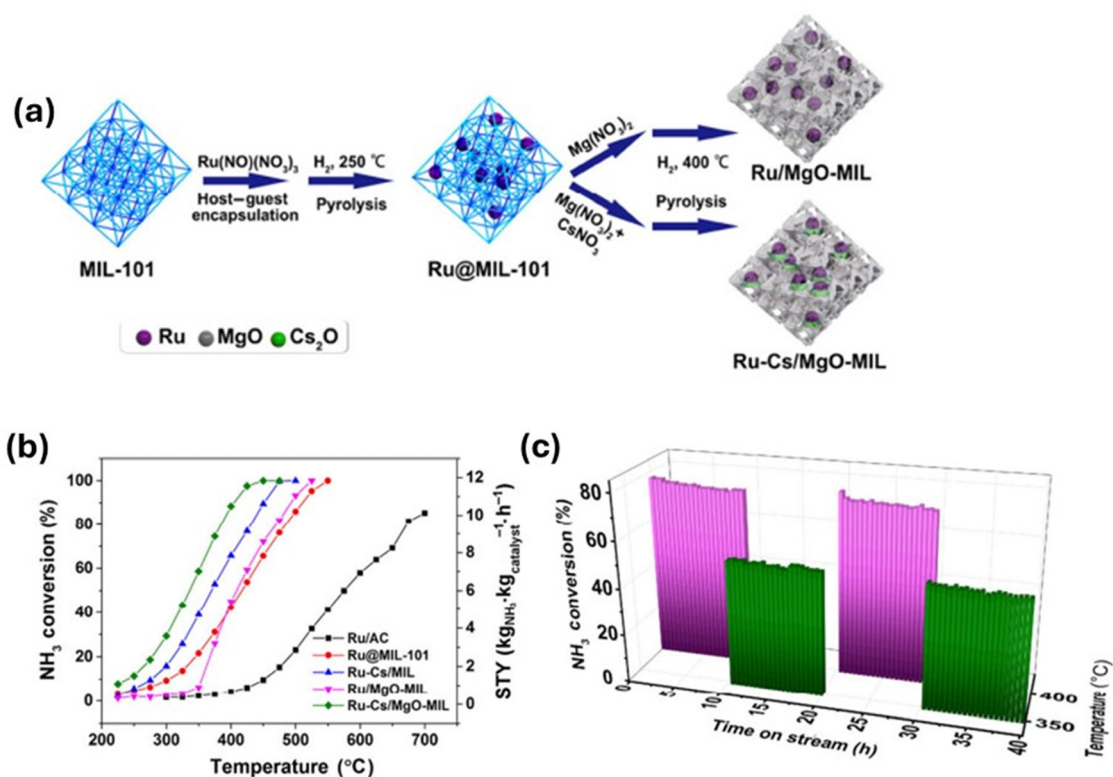 (a)
Ru(NO)(NO₃)₃
Host–guest
encapsulation
H₂, 250 ℃
Pyrolysis
Mg(NO₃)₂
Mg(NO₃)₂+
CsNO₃
H₂, 400 ℃
Pyrolysis
MIL-101
Ru@MIL-101
Ru/MgO-MIL
Ru-Cs/MgO-MIL
Ru MgO Cs₂O
(b)
NH₃ conversion (%)
100
80
60
40
20
0
200 300 400 500 600 700
Temperature (°C)
Ru/AC
Ru@MIL-101
Ru-Cs/MIL
Ru/MgO-MIL
Ru-Cs/MgO-MIL
12
10
8
6
4
2
0
STY (kg_NH₃·kg_catalyst⁻¹·h⁻¹)
(c)
NH₃ conversion (%)
80
60
40
20
0
0 5 10 15 20 25 30 35 40
Time on stream (h)
400
350
Temperature (°C)